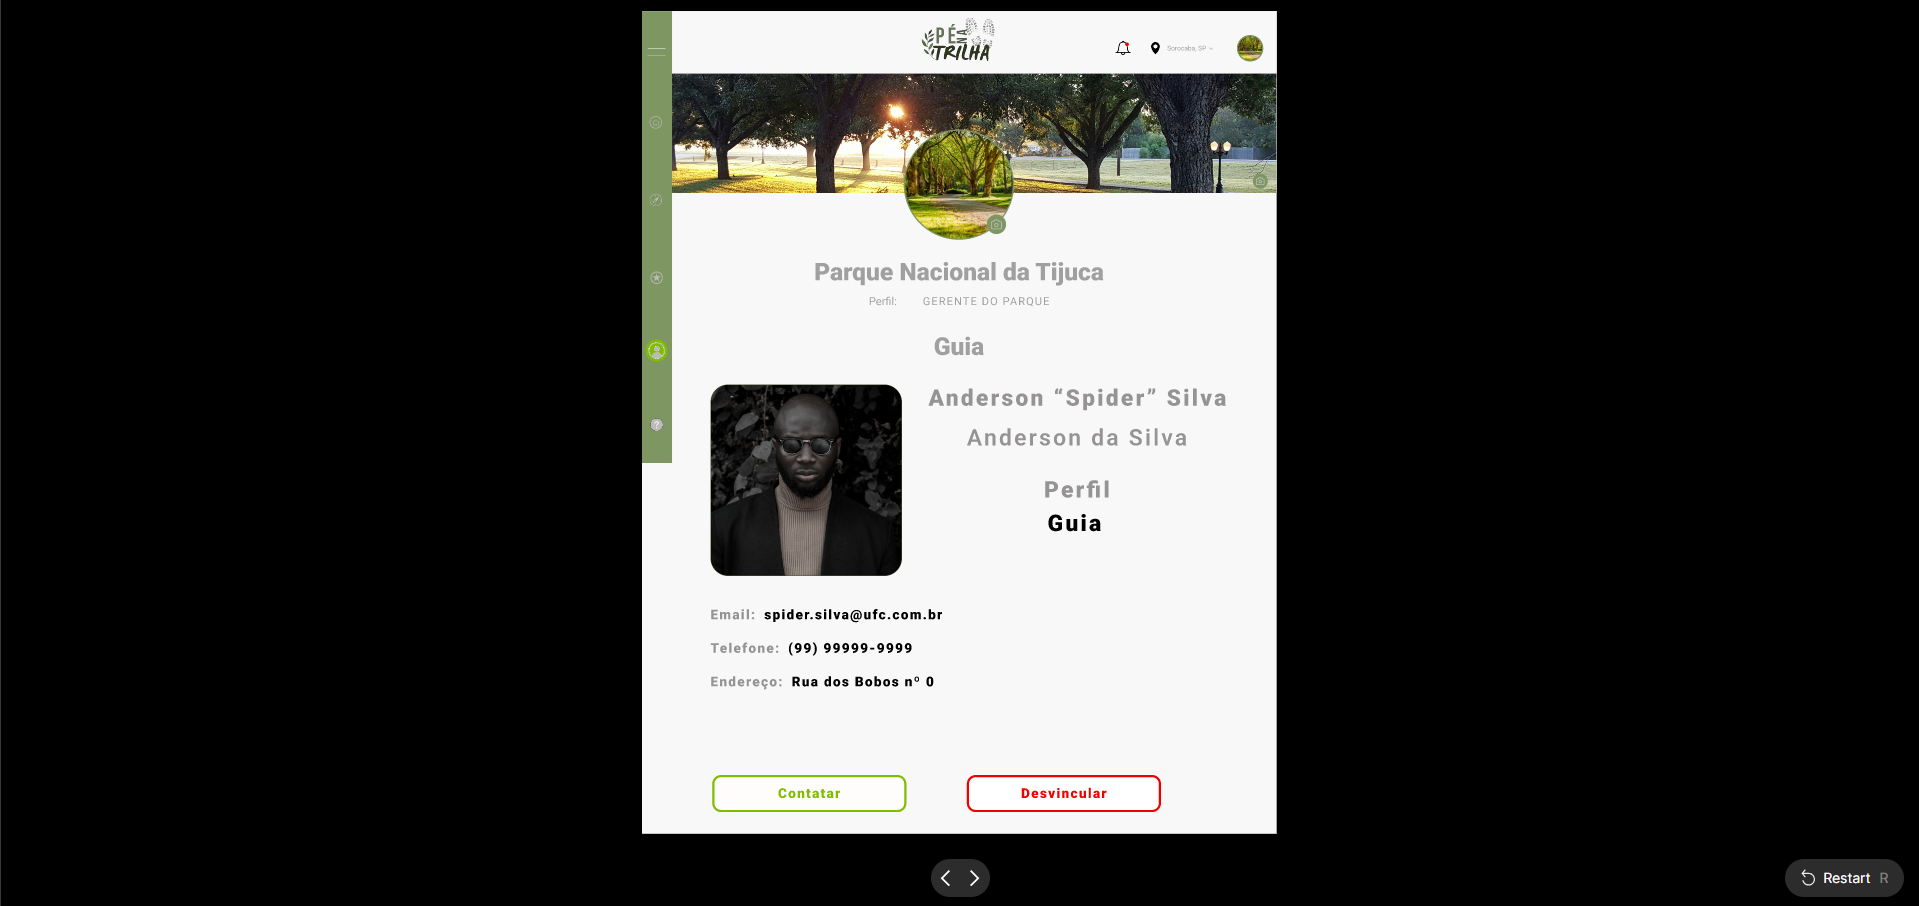 PÉ NA
TRILHA
Sorocaba, SP
Parque Nacional da Tijuca
Perfil: GERENTE DO PARQUE
Guia
Anderson “Spider” Silva
Anderson da Silva
Perfil
Guia
Email: spider.silva@ufc.com.br
Telefone: (99) 99999-9999
Endereço: Rua dos Bobos nº 0
Contatar
Desvincular
Restart R